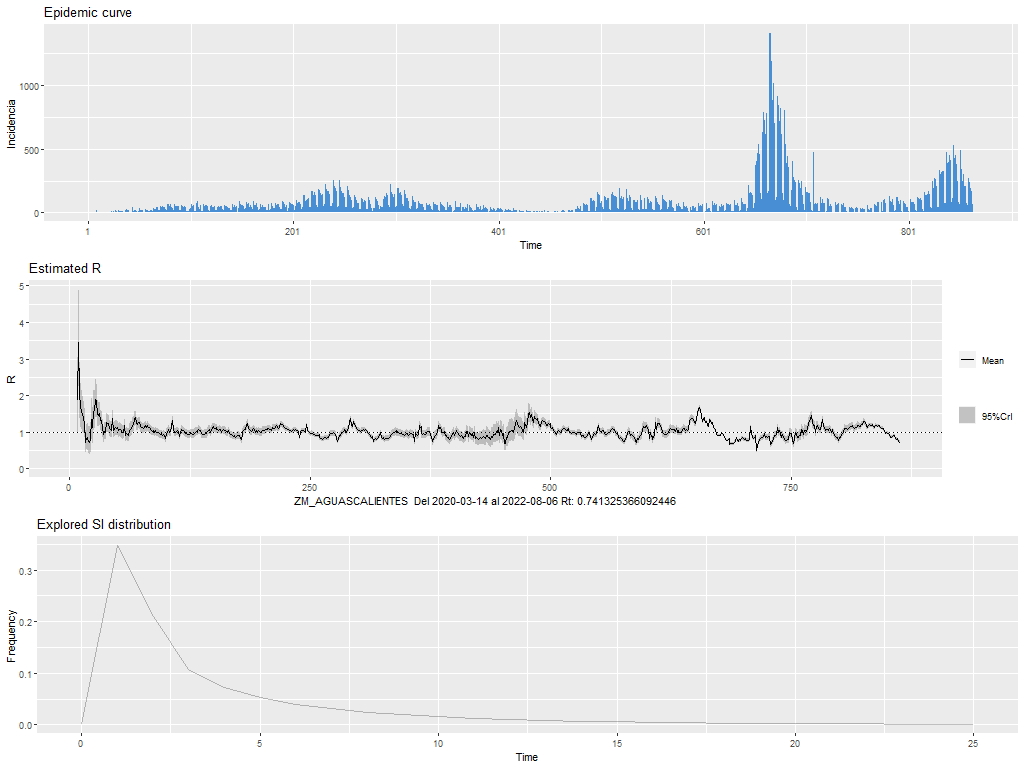 Epidemic curve
Incidencia
1000
500
0
1 201 401 601 801
Time
Estimated R
R
5
4
3
2
1
0
Mean
95%CrI
0 250 500 750
ZM_AGUASCALIENTES Del 2020-03-14 al 2022-08-06 Rt: 0.741325366092446
Explored SI distribution
Frequency
0.3
0.2
0.1
0.0
0 5 10 15 20 25
Time